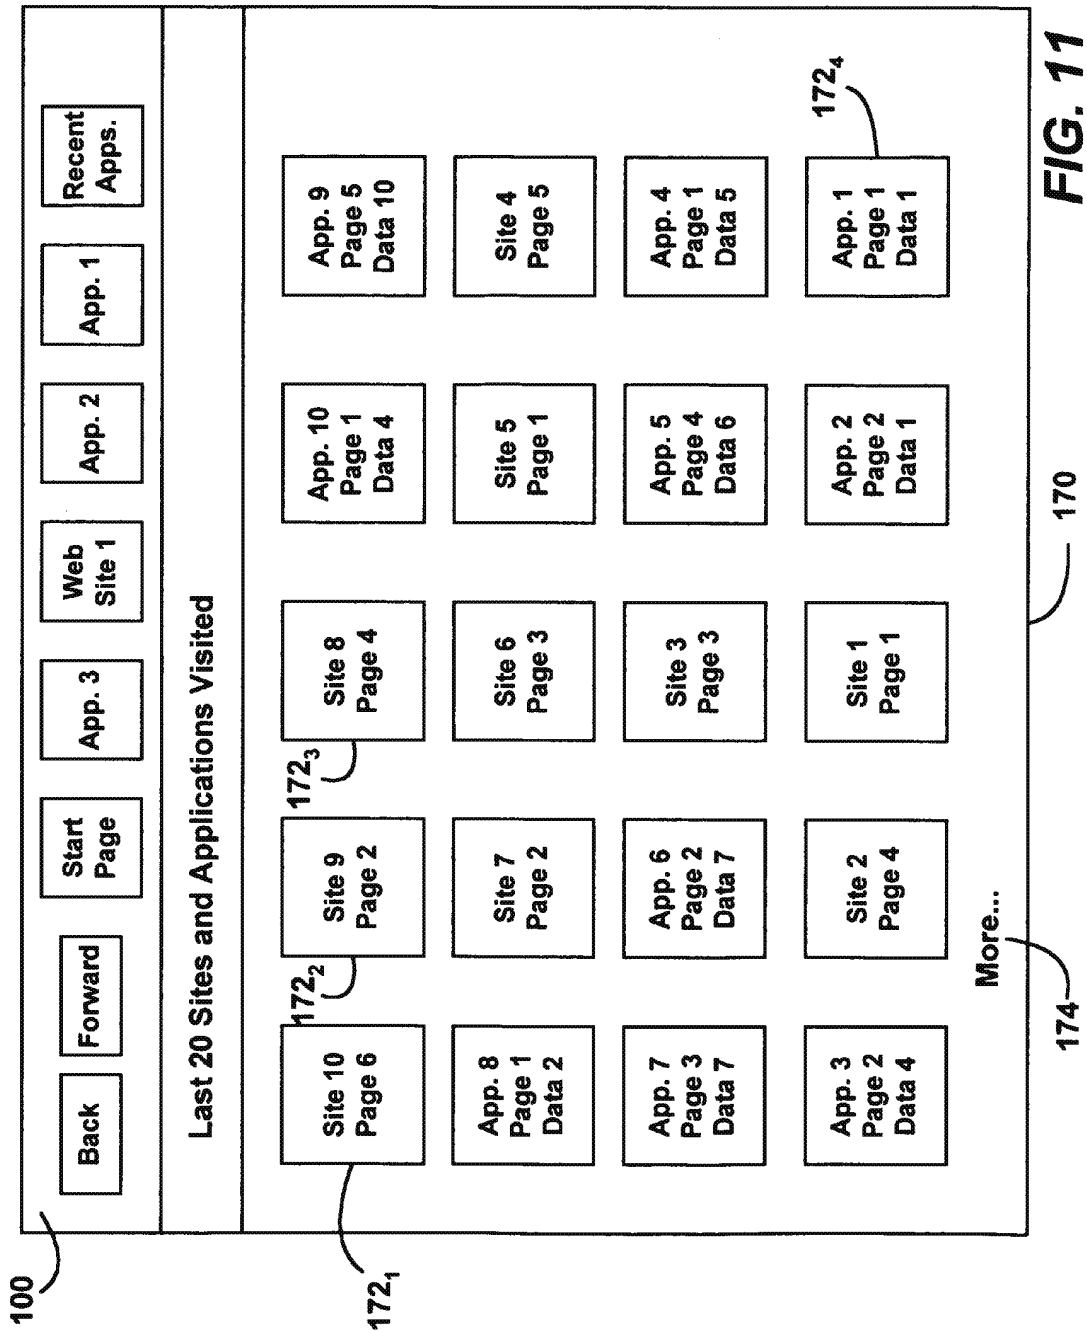 100
Back
Forward
Start
Page
App. 3
Web
Site 1
App. 2
App. 1
Recent
Apps.
Last 20 Sites and Applications Visited
172₁
172₂
172₃
Site 10
Page 6
Site 9
Page 2
Site 8
Page 4
App. 10
Page 1
Data 4
App. 9
Page 5
Data 10
App. 8
Page 1
Data 2
Site 7
Page 2
Site 6
Page 3
Site 5
Page 1
Site 4
Page 5
App. 7
Page 3
Data 7
App. 6
Page 2
Data 7
Site 3
Page 3
App. 5
Page 4
Data 6
App. 4
Page 1
Data 5
172₄
App. 3
Page 2
Data 4
Site 2
Page 4
Site 1
Page1
App. 2
Page 2
Data 1
App. 1
Page 1
Data 1
More...
174
170
FIG. 11